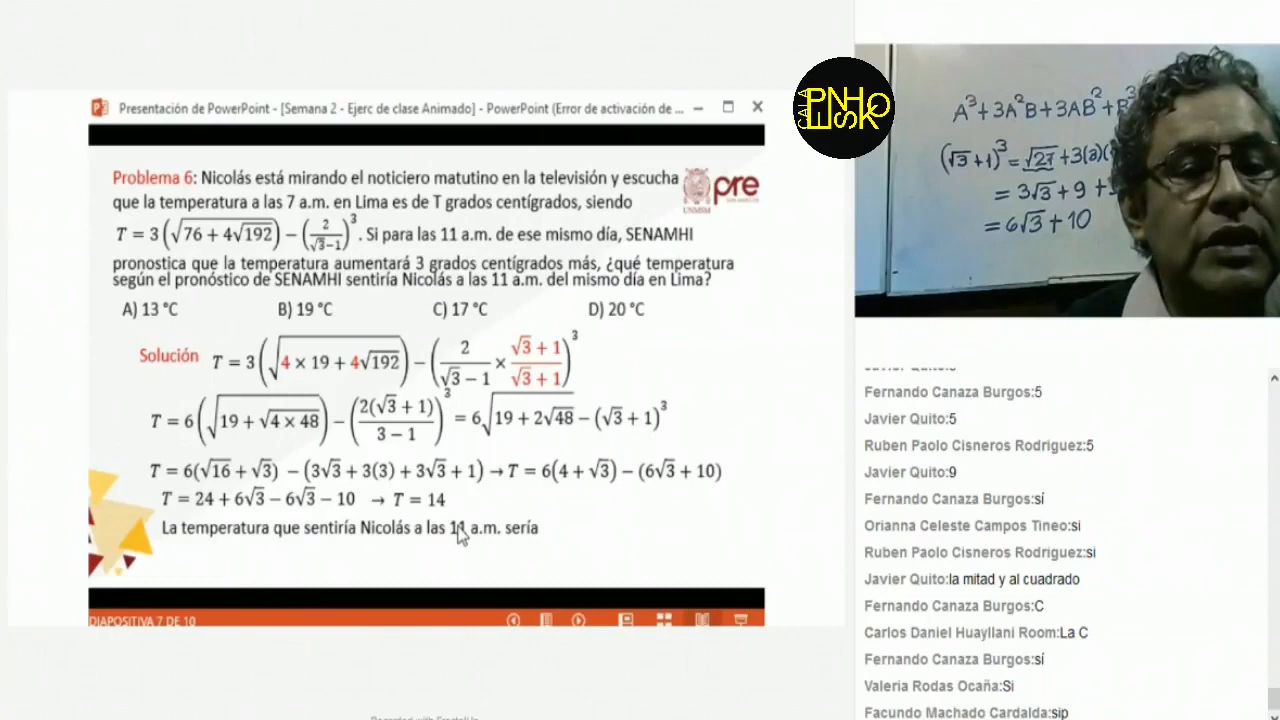 Presentación de PowerPoint - [Semana 2 - Ejerc de clase Animado] - PowerPoint (Error de activación de ...
Problema 6: Nicolás está mirando el noticiero matutino en la televisión y escucha
que la temperatura a las 7 a.m. en Lima es de T grados centígrados, siendo
T = 3(√(76 + 4√192)) − (2/(√3−1))³. Si para las 11 a.m. de ese mismo día, SENAMHI
pronostica que la temperatura aumentará 3 grados centígrados más, ¿qué temperatura
según el pronóstico de SENAMHI sentiría Nicolás a las 11 a.m. del mismo día en Lima?
A) 13 °C B) 19 °C C) 17 °C D) 20 °C
UNMSM
pre
Solución T = 3(√(4 × 19 + 4√192)) − (2/(√3 − 1) × (√3 + 1)/(√3 + 1))³
T = 6(√(19 + √(4 × 48))) − (2(√3 + 1)/(3 − 1))³ = 6√(19 + 2√48) − (√3 + 1)³
T = 6(√16 + √3) − (3√3 + 3(3) + 3√3 + 1) → T = 6(4 + √3) − (6√3 + 10)
T = 24 + 6√3 − 6√3 − 10 → T = 14
La temperatura que sentiría Nicolás a las 11 a.m. sería
DIAPOSITIVA 7 DE 10
A³ + 3A²B + 3AB² + B³
(√3 + 1)³ = √27 + 3(3)(
= 3√3 + 9 +
= 6√3 + 10
Fernando Canaza Burgos:5
Javier Quito:5
Ruben Paolo Cisneros Rodriguez:5
Javier Quito:9
Fernando Canaza Burgos:sí
Orianna Celeste Campos Tineo:si
Ruben Paolo Cisneros Rodriguez:si
Javier Quito:la mitad y al cuadrado
Fernando Canaza Burgos:C
Carlos Daniel Huayllani Room:La C
Fernando Canaza Burgos:sí
Valeria Rodas Ocaña:Si
Facundo Machado Cardalda:sip